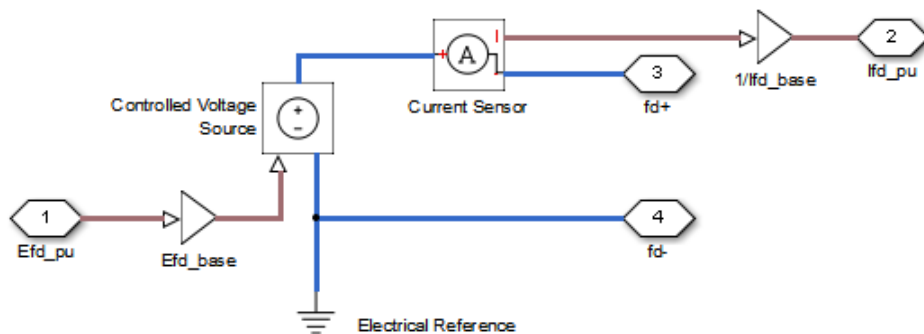 I
2
A
1/Ifd_base
Ifd_pu
3
Controlled Voltage
Source
Current Sensor
fd+
+
−
1
4
Efd_pu
Efd_base
fd-
Electrical Reference